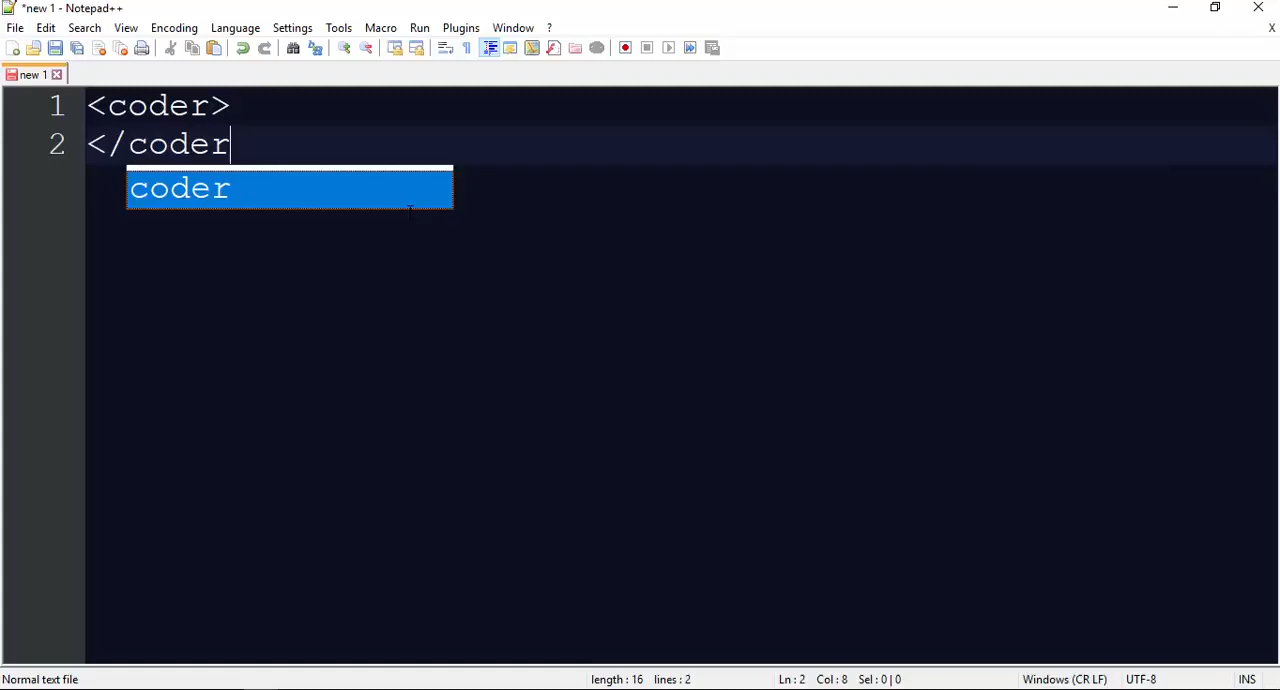 *new 1 - Notepad++
File Edit Search View Encoding Language Settings Tools Macro Run Plugins Window ? X
new 1
1 <coder>
2 </coder
coder
Normal text file length : 16 lines : 2 Ln : 2 Col : 8 Sel : 0 | 0 Windows (CR LF) UTF-8 INS